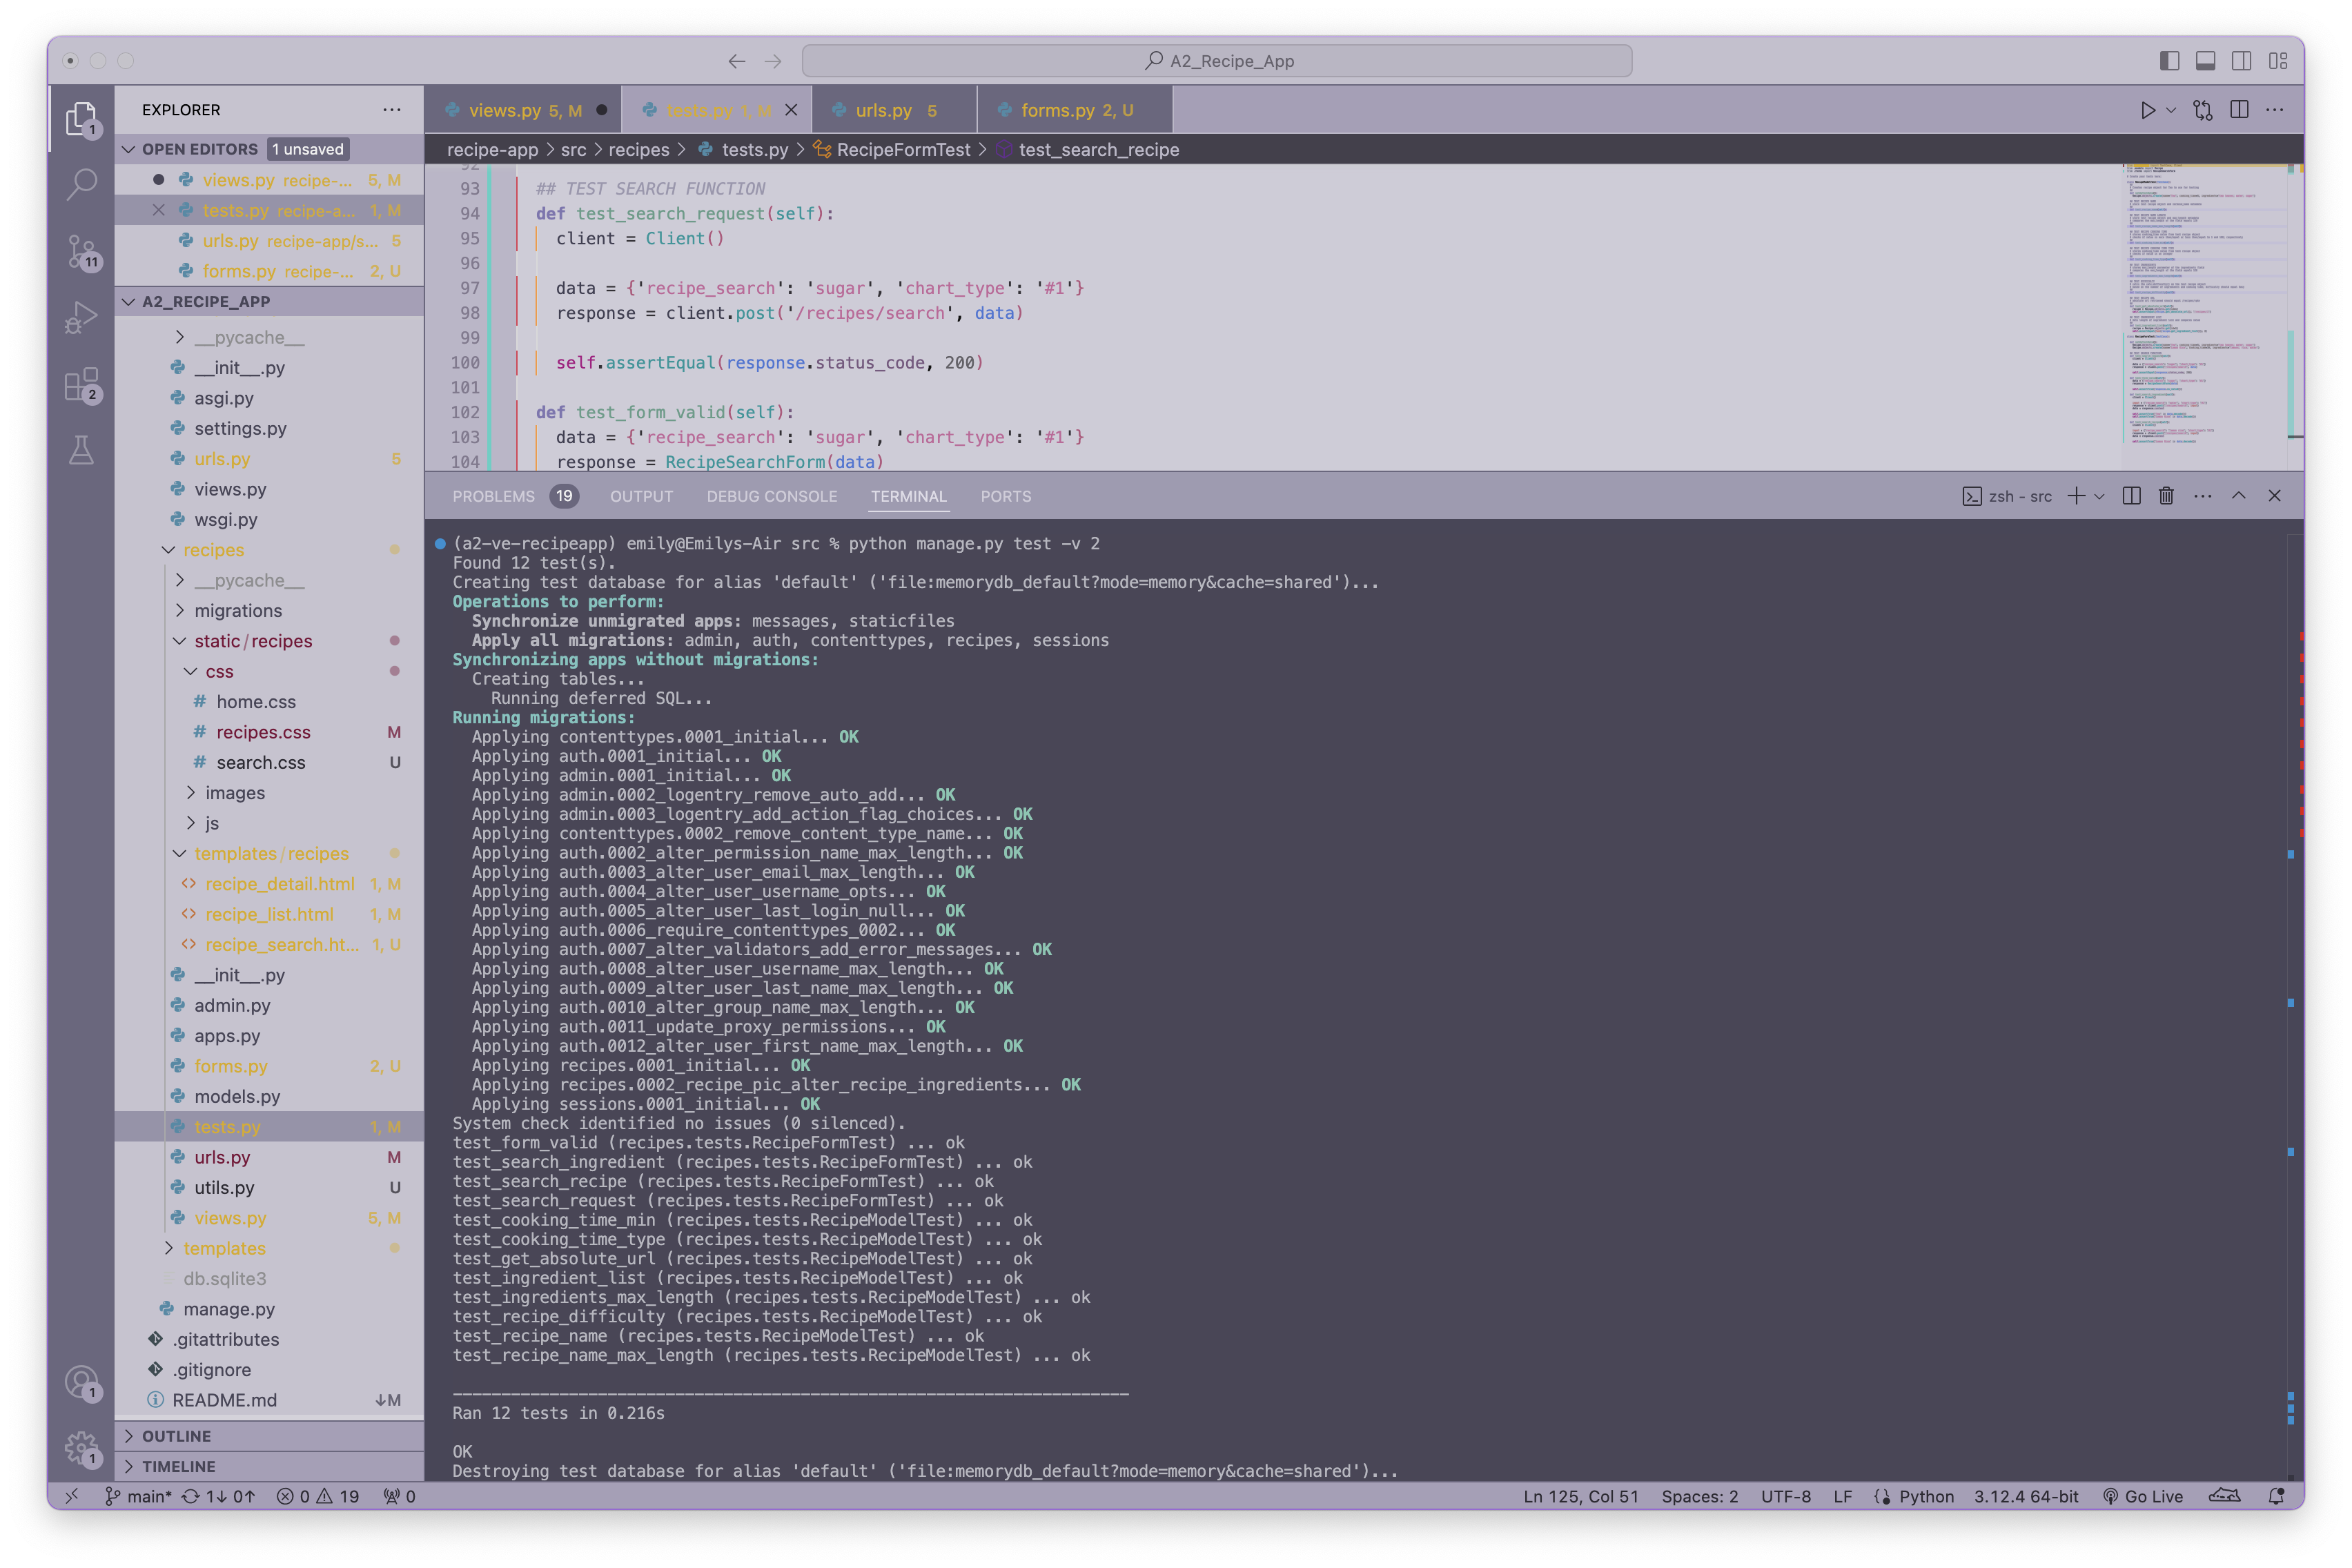 A2_Recipe_App
EXPLORER
OPEN EDITORS 1 unsaved
views.py recipe-... 5, M
tests.py recipe-a... 1, M
urls.py recipe-app/s... 5
forms.py recipe-... 2, U
A2_RECIPE_APP
__pycache__
__init__.py
asgi.py
settings.py
urls.py 5
views.py
wsgi.py
recipes
__pycache__
migrations
static/recipes
css
# home.css
# recipes.css M
# search.css U
images
js
templates/recipes
<> recipe_detail.html 1, M
<> recipe_list.html 1, M
<> recipe_search.ht... 1, U
__init__.py
admin.py
apps.py
forms.py 2, U
models.py
tests.py 1, M
urls.py M
utils.py U
views.py 5, M
templates
db.sqlite3
manage.py
.gitattributes
.gitignore
README.md ↓M
OUTLINE
TIMELINE
1
11
2
1
1
views.py 5, M
tests.py 1, M
urls.py 5
forms.py 2, U
recipe-app > src > recipes > tests.py > RecipeFormTest > test_search_recipe
92
93 ## TEST SEARCH FUNCTION
94 def test_search_request(self):
95 client = Client()
96
97 data = {'recipe_search': 'sugar', 'chart_type': '#1'}
98 response = client.post('/recipes/search', data)
99
100 self.assertEqual(response.status_code, 200)
101
102 def test_form_valid(self):
103 data = {'recipe_search': 'sugar', 'chart_type': '#1'}
104 response = RecipeSearchForm(data)
PROBLEMS 19 OUTPUT DEBUG CONSOLE TERMINAL PORTS
zsh - src
(a2-ve-recipeapp) emily@Emilys-Air src % python manage.py test -v 2
Found 12 test(s).
Creating test database for alias 'default' ('file:memorydb_default?mode=memory&cache=shared')...
Operations to perform:
Synchronize unmigrated apps: messages, staticfiles
Apply all migrations: admin, auth, contenttypes, recipes, sessions
Synchronizing apps without migrations:
Creating tables...
Running deferred SQL...
Running migrations:
Applying contenttypes.0001_initial... OK
Applying auth.0001_initial... OK
Applying admin.0001_initial... OK
Applying admin.0002_logentry_remove_auto_add... OK
Applying admin.0003_logentry_add_action_flag_choices... OK
Applying contenttypes.0002_remove_content_type_name... OK
Applying auth.0002_alter_permission_name_max_length... OK
Applying auth.0003_alter_user_email_max_length... OK
Applying auth.0004_alter_user_username_opts... OK
Applying auth.0005_alter_user_last_login_null... OK
Applying auth.0006_require_contenttypes_0002... OK
Applying auth.0007_alter_validators_add_error_messages... OK
Applying auth.0008_alter_user_username_max_length... OK
Applying auth.0009_alter_user_last_name_max_length... OK
Applying auth.0010_alter_group_name_max_length... OK
Applying auth.0011_update_proxy_permissions... OK
Applying auth.0012_alter_user_first_name_max_length... OK
Applying recipes.0001_initial... OK
Applying recipes.0002_recipe_pic_alter_recipe_ingredients... OK
Applying sessions.0001_initial... OK
System check identified no issues (0 silenced).
test_form_valid (recipes.tests.RecipeFormTest) ... ok
test_search_ingredient (recipes.tests.RecipeFormTest) ... ok
test_search_recipe (recipes.tests.RecipeFormTest) ... ok
test_search_request (recipes.tests.RecipeFormTest) ... ok
test_cooking_time_min (recipes.tests.RecipeModelTest) ... ok
test_cooking_time_type (recipes.tests.RecipeModelTest) ... ok
test_get_absolute_url (recipes.tests.RecipeModelTest) ... ok
test_ingredient_list (recipes.tests.RecipeModelTest) ... ok
test_ingredients_max_length (recipes.tests.RecipeModelTest) ... ok
test_recipe_difficulty (recipes.tests.RecipeModelTest) ... ok
test_recipe_name (recipes.tests.RecipeModelTest) ... ok
test_recipe_name_max_length (recipes.tests.RecipeModelTest) ... ok
----------------------------------------------------------------------
Ran 12 tests in 0.216s
OK
Destroying test database for alias 'default' ('file:memorydb_default?mode=memory&cache=shared')...
main* 1↓ 0↑ 0 19 0 Ln 125, Col 51 Spaces: 2 UTF-8 LF Python 3.12.4 64-bit Go Live